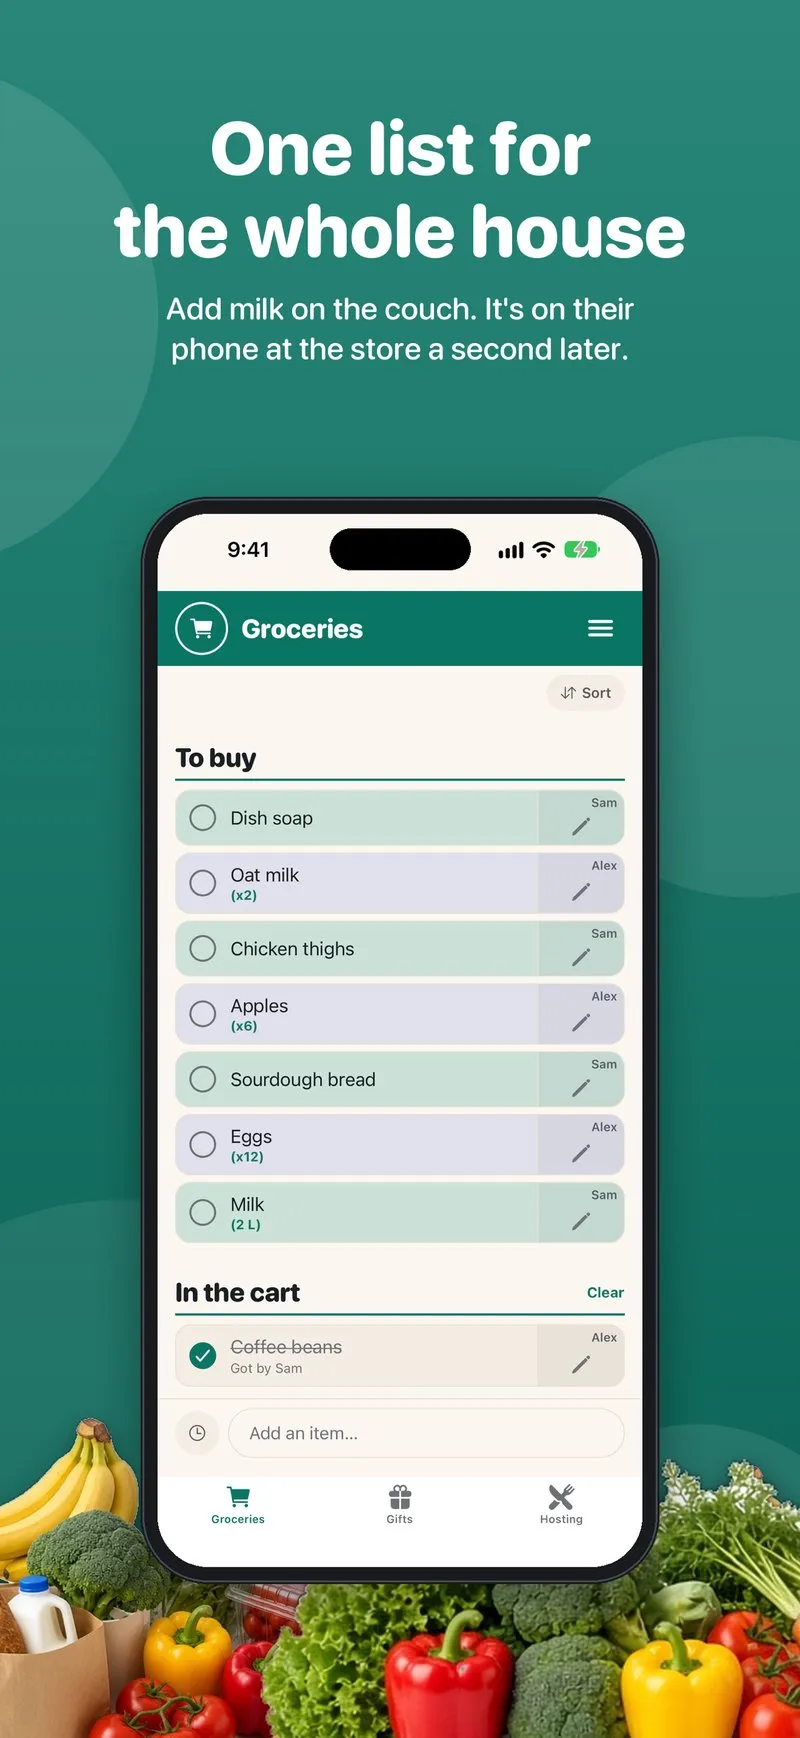 One list for
the whole house
Add milk on the couch. It's on their
phone at the store a second later.
9:41
Groceries
Sort
To buy
Sam
Dish soap
Alex
Oat milk
(x2)
Sam
Chicken thighs
Alex
Apples
(x6)
Sam
Sourdough bread
Alex
Eggs
(x12)
Sam
Milk
(2 L)
In the cart
Clear
Alex
Coffee beans
Got by Sam
Add an item...
Groceries
Gifts
Hosting